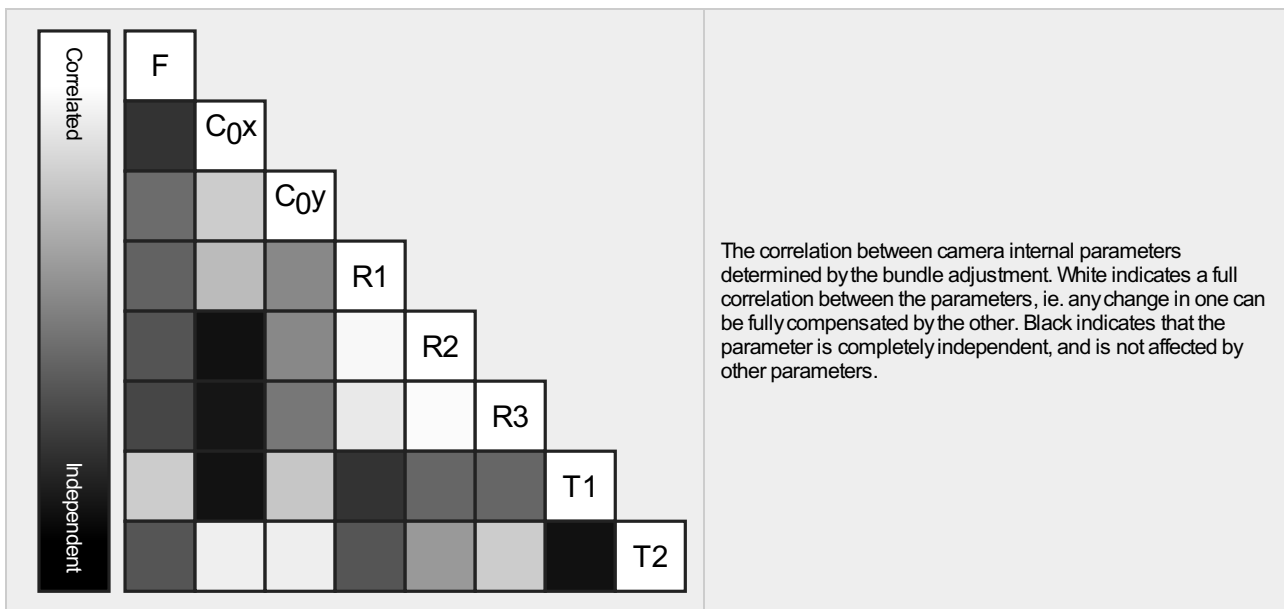 Correlated
Independent
F
C0x
C0y
R1
R2
R3
T1
T2
The correlation between camera internal parameters
determined by the bundle adjustment. White indicates a full
correlation between the parameters, ie. any change in one can
be fully compensated by the other. Black indicates that the
parameter is completely independent, and is not affected by
other parameters.